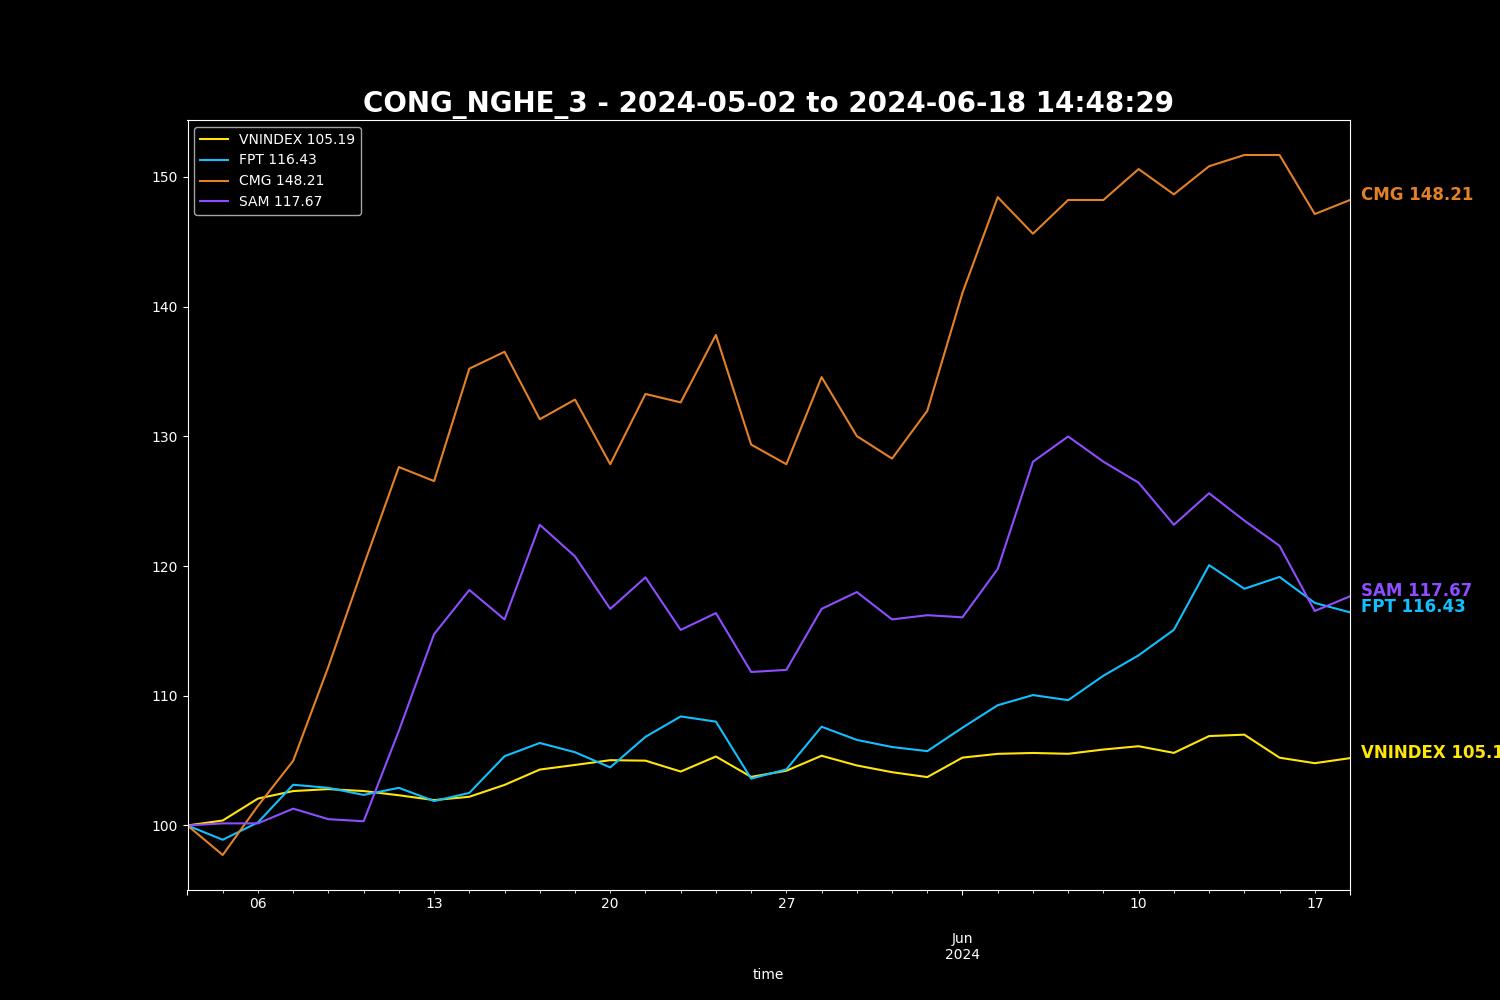 CONG_NGHE_3 - 2024-05-02 to 2024-06-18 14:48:29
VNINDEX 105.19
FPT 116.43
CMG 148.21
SAM 117.67
150
140
130
120
110
100
CMG 148.21
SAM 117.67
FPT 116.43
VNINDEX 105.1
06 13 20 27 10 17
Jun
2024
time